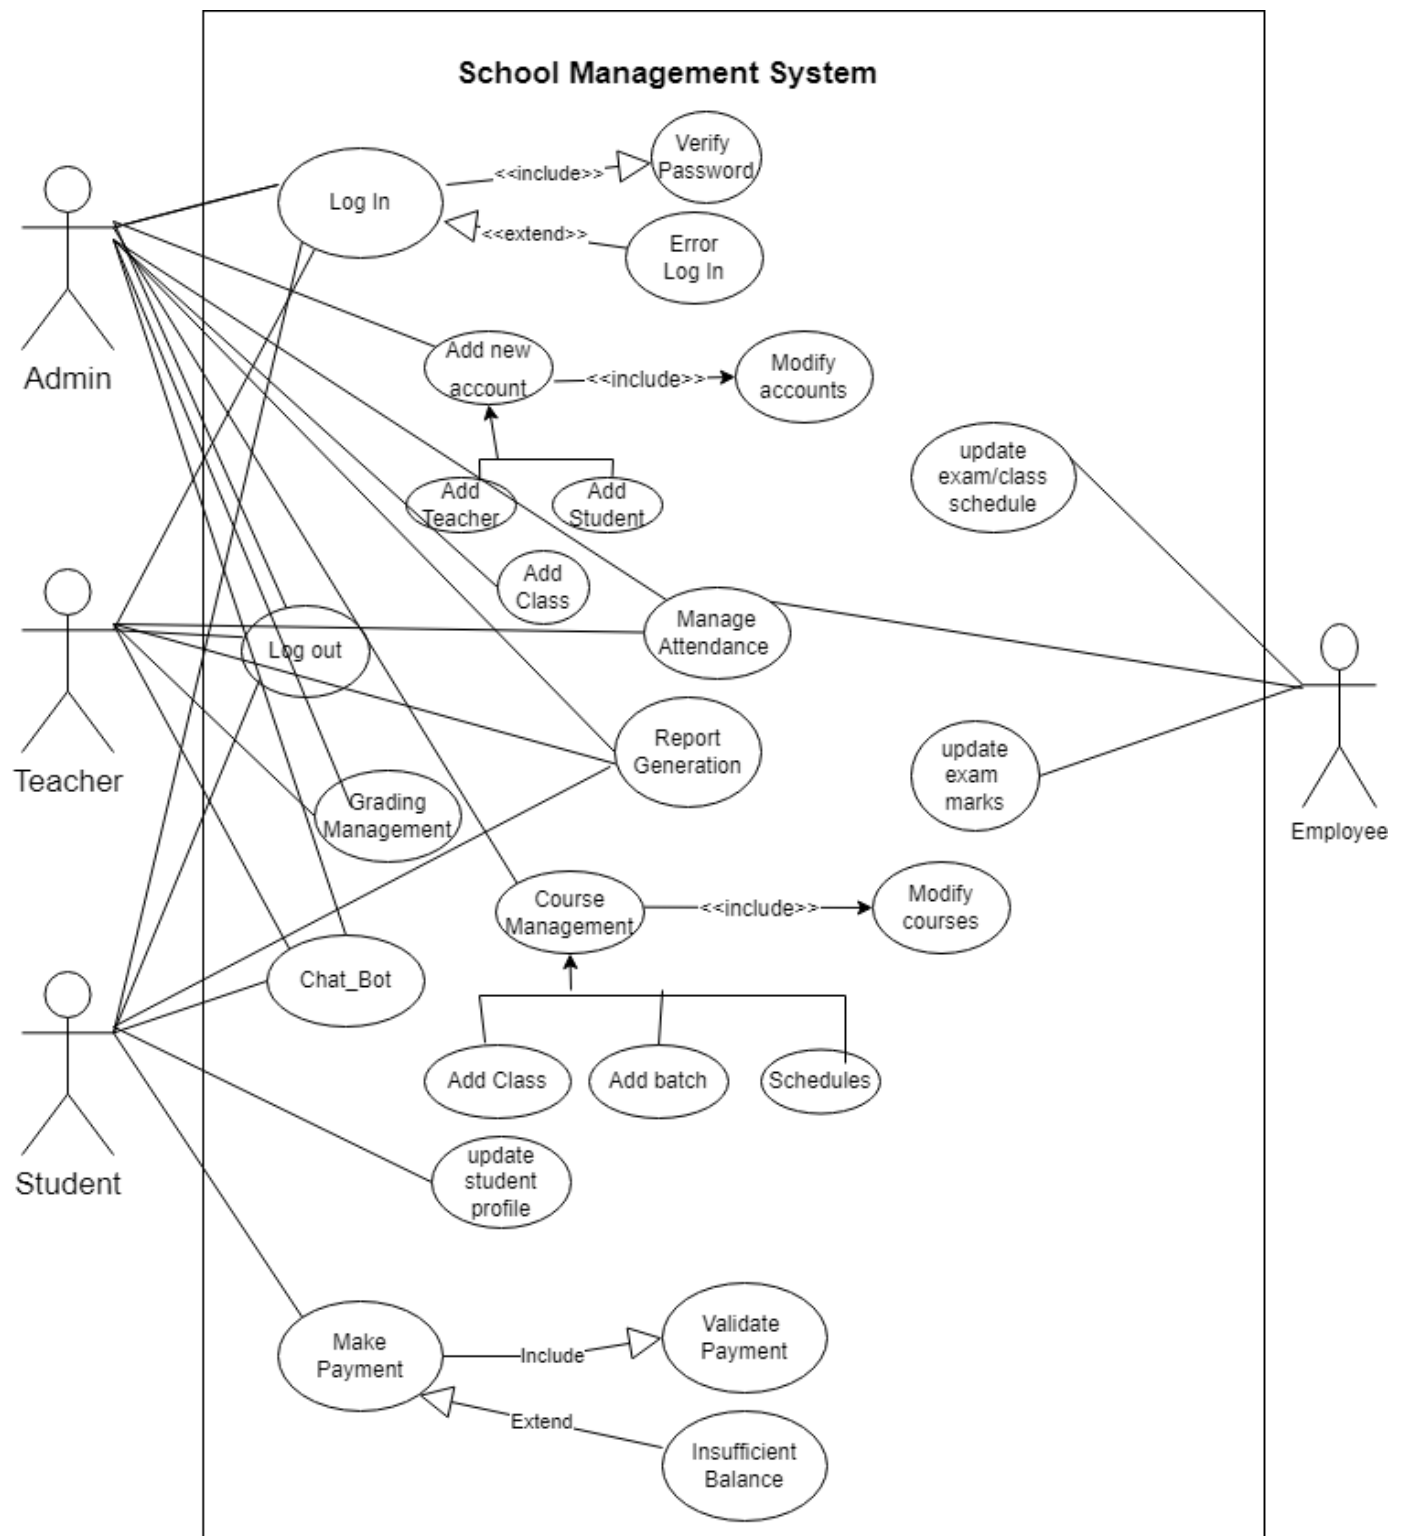 School Management System
Verify
Password
<<include>>
Log In
<<extend>>
Error
Log In
Admin
Add new
account
<<include>>
Modify
accounts
update
exam/class
schedule
Add
Teacher
Add
Student
Add
Class
Manage
Attendance
Log out
Teacher
Report
Generation
update
exam
marks
Employee
Grading
Management
Course
Management
<<include>>
Modify
courses
Chat_Bot
Add Class
Add batch
Schedules
Student
update
student
profile
Make
Payment
Include
Validate
Payment
Extend
Insufficient
Balance